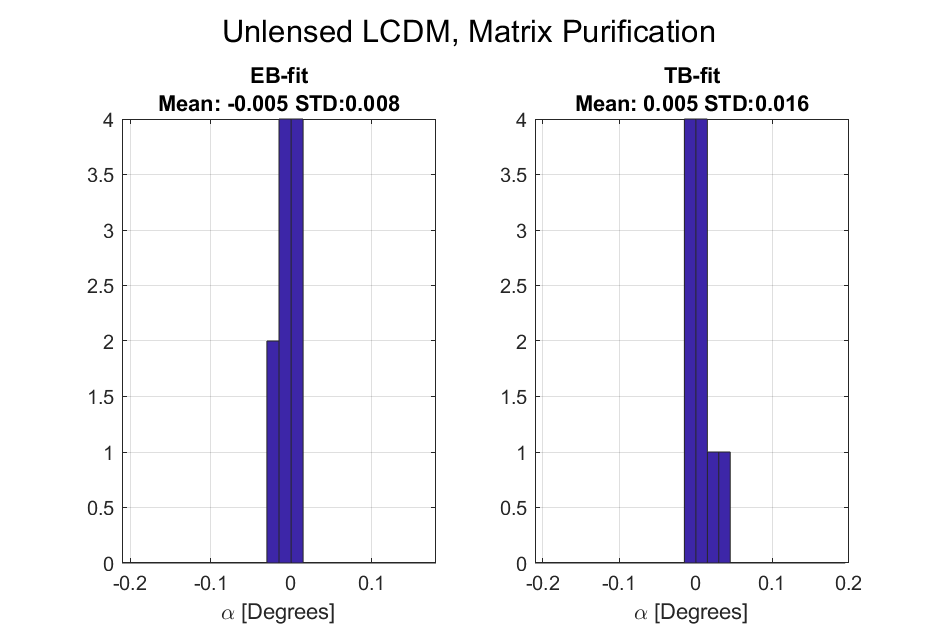 Unlensed LCDM, Matrix Purification
EB-fit
Mean: -0.005 STD:0.008
4
3.5
3
2.5
2
1.5
1
0.5
0
-0.2 -0.1 0 0.1
α [Degrees]
TB-fit
Mean: 0.005 STD:0.016
4
3.5
3
2.5
2
1.5
1
0.5
0
-0.2 -0.1 0 0.1 0.2
α [Degrees]